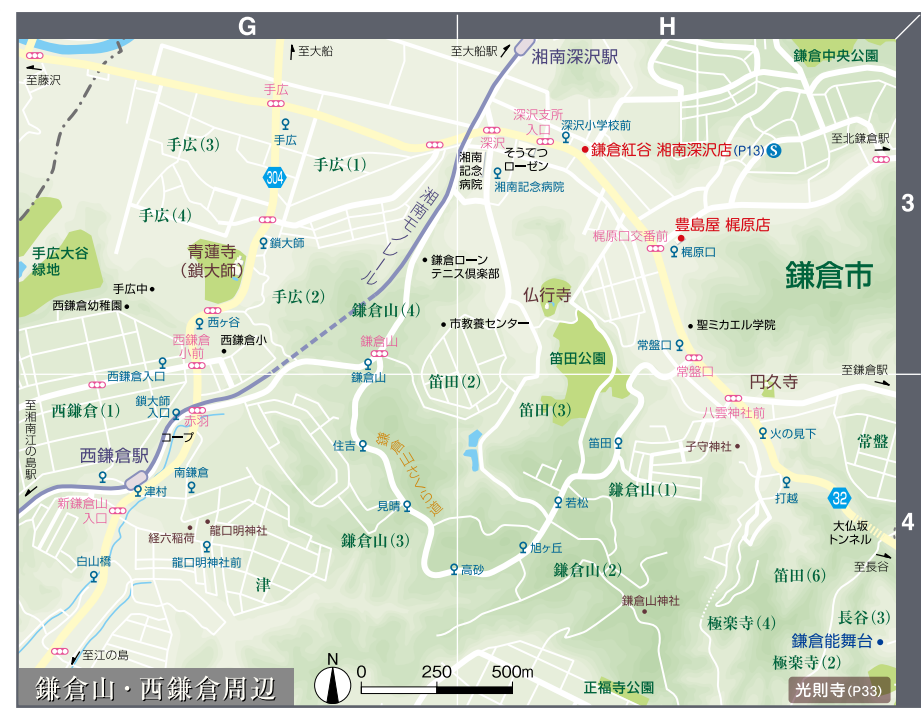 G
H
至大船
至大船駅
湘南深沢駅
鎌倉中央公園
至藤沢
手広
深沢支所
入口
深沢小学校前
手広
手広(3)
深沢
そうてつ
ローゼン
鎌倉紅谷 湘南深沢店(P13)S
至北鎌倉駅
湘南
記念
病院
手広(1)
304
湘南記念病院
湘南モノレール
3
手広(4)
鎖大師
豊島屋 梶原店
梶原口交番前
梶原口
手広大谷
緑地
青蓮寺
(鎖大師)
鎌倉ローン
テニス倶楽部
鎌倉市
手広中
西鎌倉幼稚園
手広(2)
仏行寺
鎌倉山(4)
西ヶ谷
市教養センター
聖ミカエル学院
西鎌倉
小前
西鎌倉小
鎌倉山
常盤口
笛田公園
西鎌倉入口
鎌倉山
笛田(2)
常盤口
至鎌倉駅
円久寺
至湘南江の島駅
西鎌倉(1)
鎖大師
入口
赤羽
笛田(3)
八雲神社前
コープ
火の見下
西鎌倉駅
住吉
鎌倉山さくら道
笛田
子守神社
常盤
南鎌倉
津村
打越
鎌倉山(1)
新鎌倉山
入口
見晴
若松
32
4
経六稲荷
龍口明神社
大仏坂
トンネル
鎌倉山(3)
旭ヶ丘
龍口明神社前
白山橋
高砂
鎌倉山(2)
至長谷
津
笛田(6)
鎌倉山神社
極楽寺(4)
長谷(3)
鎌倉能舞台
至江の島
極楽寺(2)
N
0 250 500m
鎌倉山・西鎌倉周辺
正福寺公園
光則寺(P33)